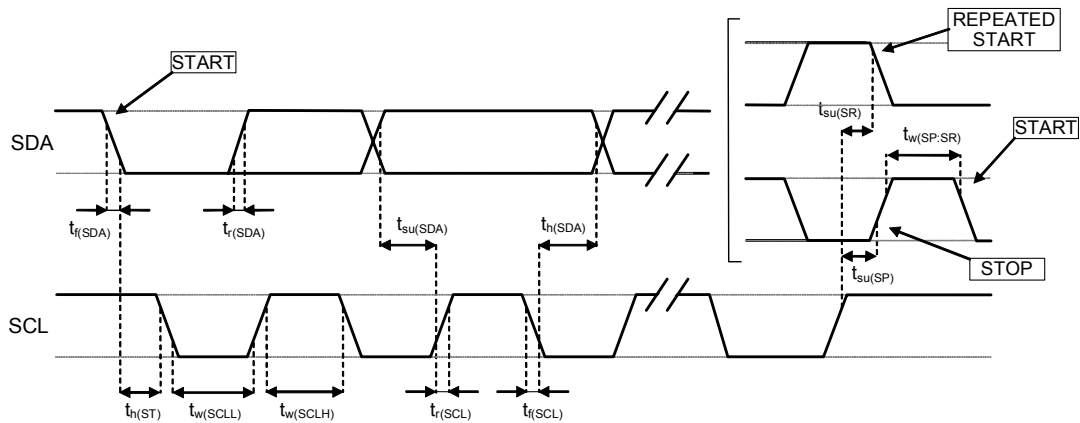 REPEATED
START
START
SDA
t_su(SR)
t_w(SP:SR)
START
t_f(SDA)
t_r(SDA)
t_su(SDA)
t_h(SDA)
t_su(SP)
STOP
SCL
t_h(ST)
t_w(SCLL)
t_w(SCLH)
t_r(SCL)
t_f(SCL)